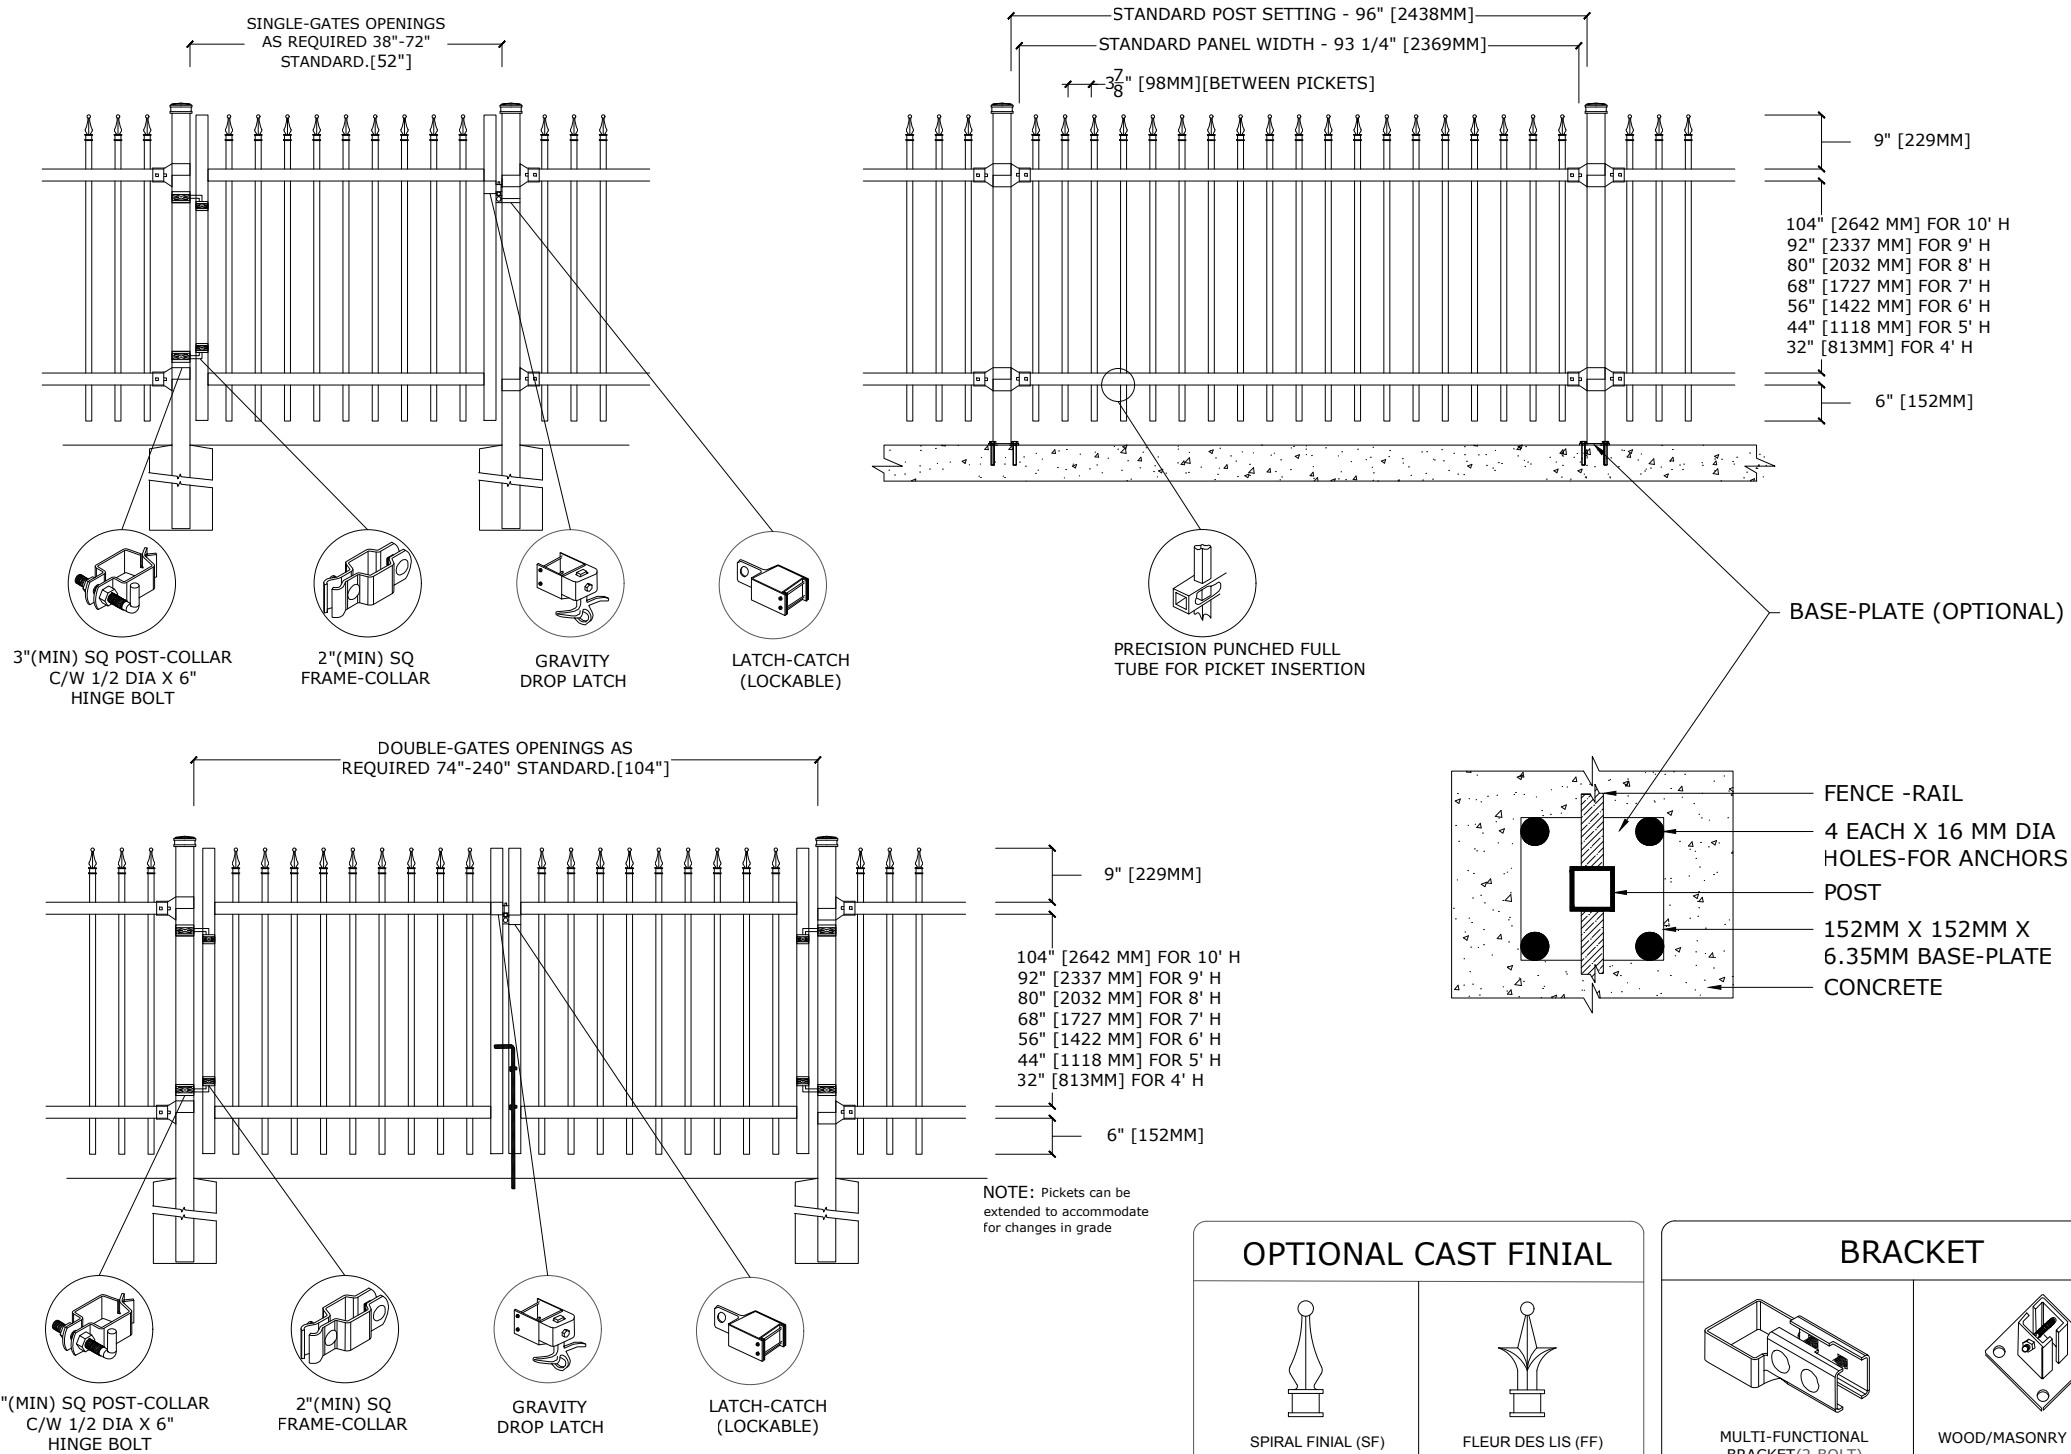 SINGLE-GATES OPENINGS
AS REQUIRED 38"-72"
STANDARD.[52"]
STANDARD POST SETTING - 96" [2438MM]
STANDARD PANEL WIDTH - 93 1/4" [2369MM]
3 7/8" [98MM][BETWEEN PICKETS]
9" [229MM]
104" [2642 MM] FOR 10' H
92" [2337 MM] FOR 9' H
80" [2032 MM] FOR 8' H
68" [1727 MM] FOR 7' H
56" [1422 MM] FOR 6' H
44" [1118 MM] FOR 5' H
32" [813MM] FOR 4' H
6" [152MM]
3"(MIN) SQ POST-COLLAR
C/W 1/2 DIA X 6"
HINGE BOLT
2"(MIN) SQ
FRAME-COLLAR
GRAVITY
DROP LATCH
LATCH-CATCH
(LOCKABLE)
PRECISION PUNCHED FULL
TUBE FOR PICKET INSERTION
BASE-PLATE (OPTIONAL)
FENCE -RAIL
4 EACH X 16 MM DIA
HOLES-FOR ANCHORS
POST
152MM X 152MM X
6.35MM BASE-PLATE
CONCRETE
DOUBLE-GATES OPENINGS AS
REQUIRED 74"-240" STANDARD.[104"]
9" [229MM]
104" [2642 MM] FOR 10' H
92" [2337 MM] FOR 9' H
80" [2032 MM] FOR 8' H
68" [1727 MM] FOR 7' H
56" [1422 MM] FOR 6' H
44" [1118 MM] FOR 5' H
32" [813MM] FOR 4' H
6" [152MM]
NOTE: Pickets can be
extended to accommodate
for changes in grade
"(MIN) SQ POST-COLLAR
C/W 1/2 DIA X 6"
HINGE BOLT
2"(MIN) SQ
FRAME-COLLAR
GRAVITY
DROP LATCH
LATCH-CATCH
(LOCKABLE)
OPTIONAL CAST FINIAL
SPIRAL FINIAL (SF)
FLEUR DES LIS (FF)
BRACKET
MULTI-FUNCTIONAL
BRACKET(2 BOLT)
WOOD/MASONRY